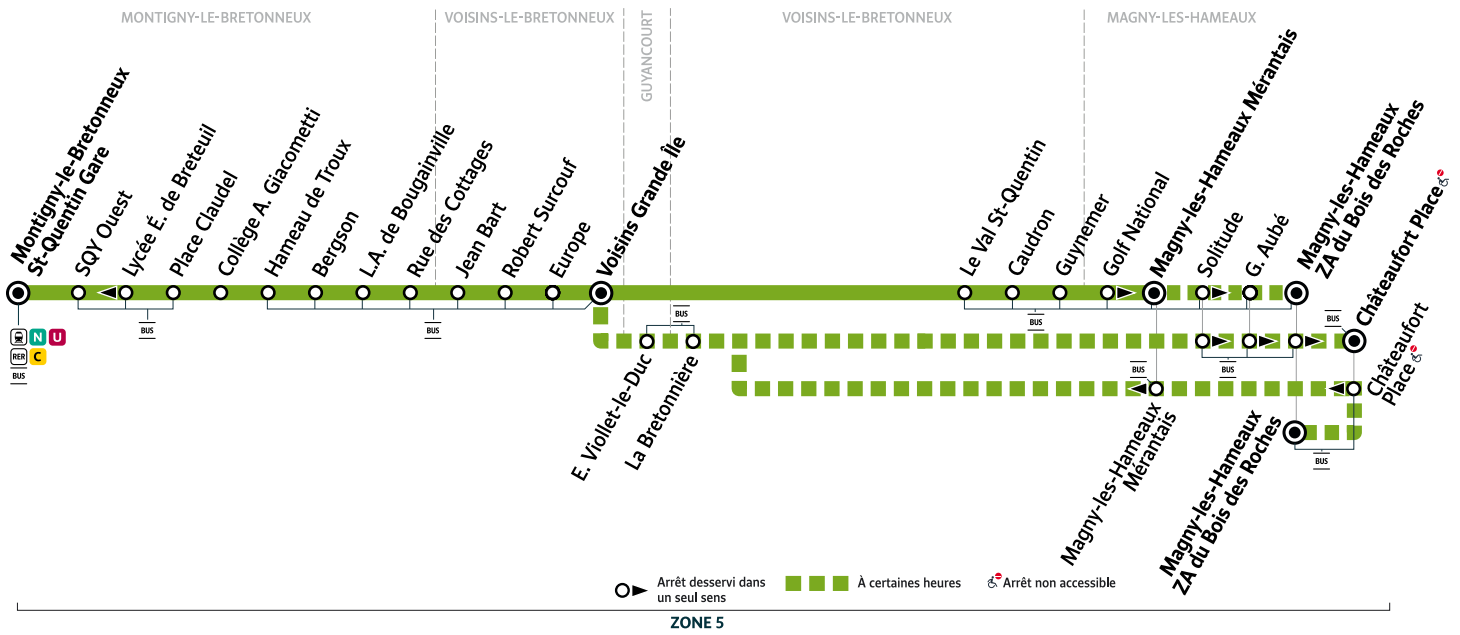 MONTIGNY-LE-BRETONNEUX
VOISINS-LE-BRETONNEUX
GUYANCOURT
VOISINS-LE-BRETONNEUX
MAGNY-LES-HAMEAUX
Montigny-le-Bretonneux
St-Quentin Gare
SQY Ouest
Lycée É. de Breteuil
Place Claudel
Collège A. Giacometti
Hameau de Troux
Bergson
L.A. de Bougainville
Rue des Cottages
Jean Bart
Robert Surcouf
Europe
Voisins Grande Île
Le Val St-Quentin
Caudron
Guynemer
Golf National
Magny-les-Hameaux Mérantais
Solitude
G. Aubé
Magny-les-Hameaux
ZA du Bois des Roches
Châteaufort Place
BUS
BUS
BUS
BUS
BUS
BUS
BUS
BUS
N U
RER C
BUS
E. Viollet-le-Duc
La Bretonnière
Magny-les-Hameaux
Mérantais
Magny-les-Hameaux
ZA du Bois des Roches
Châteaufort
Place
Arrêt desservi dans
un seul sens
À certaines heures
Arrêt non accessible
ZONE 5